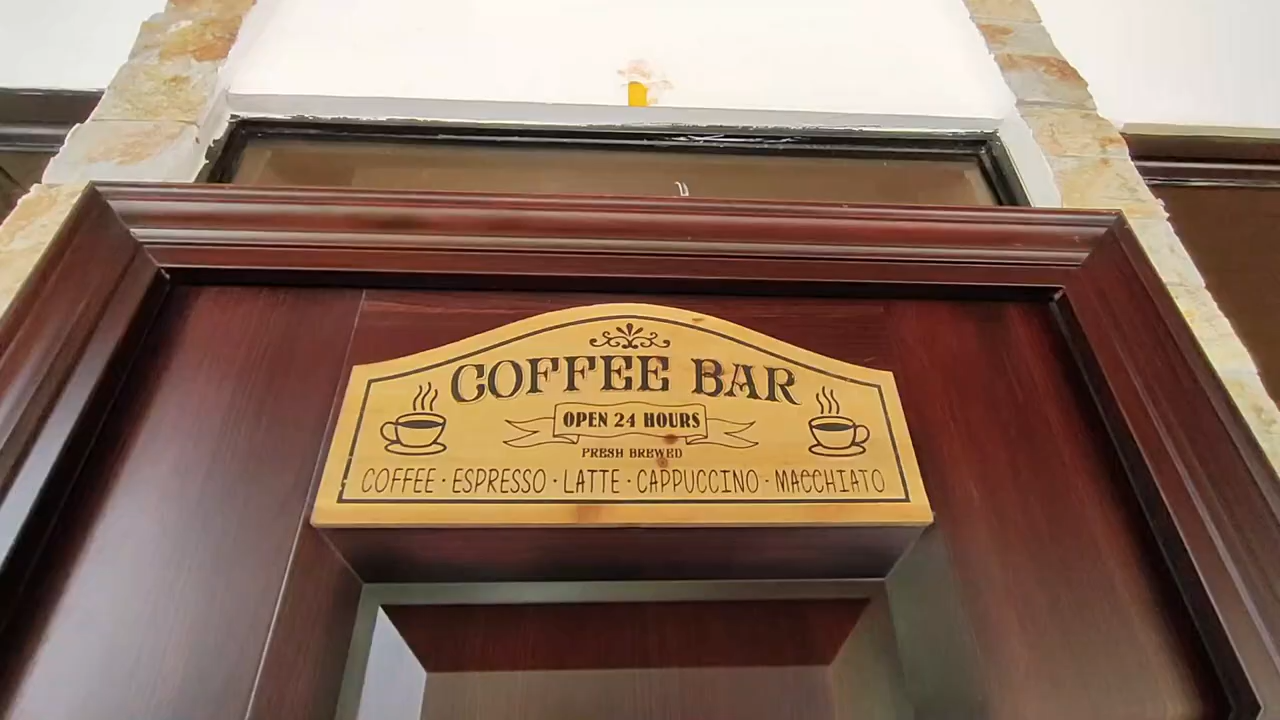 COFFEE BAR
OPEN 24 HOURS
FRESH BREWED
COFFEE · ESPRESSO · LATTE · CAPPUCCINO · MACCHIATO